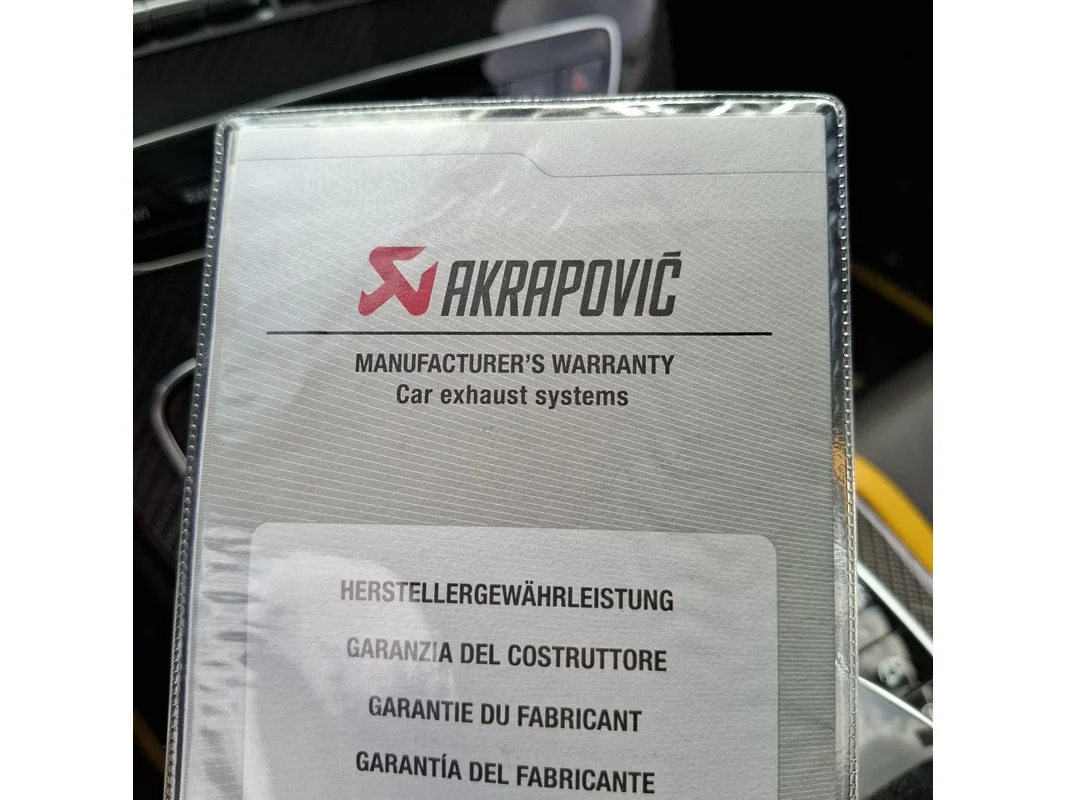 AKRAPOVIČ
MANUFACTURER'S WARRANTY
Car exhaust systems
HERSTELLERGEWÄHRLEISTUNG
GARANZIA DEL COSTRUTTORE
GARANTIE DU FABRICANT
GARANTÍA DEL FABRICANTE